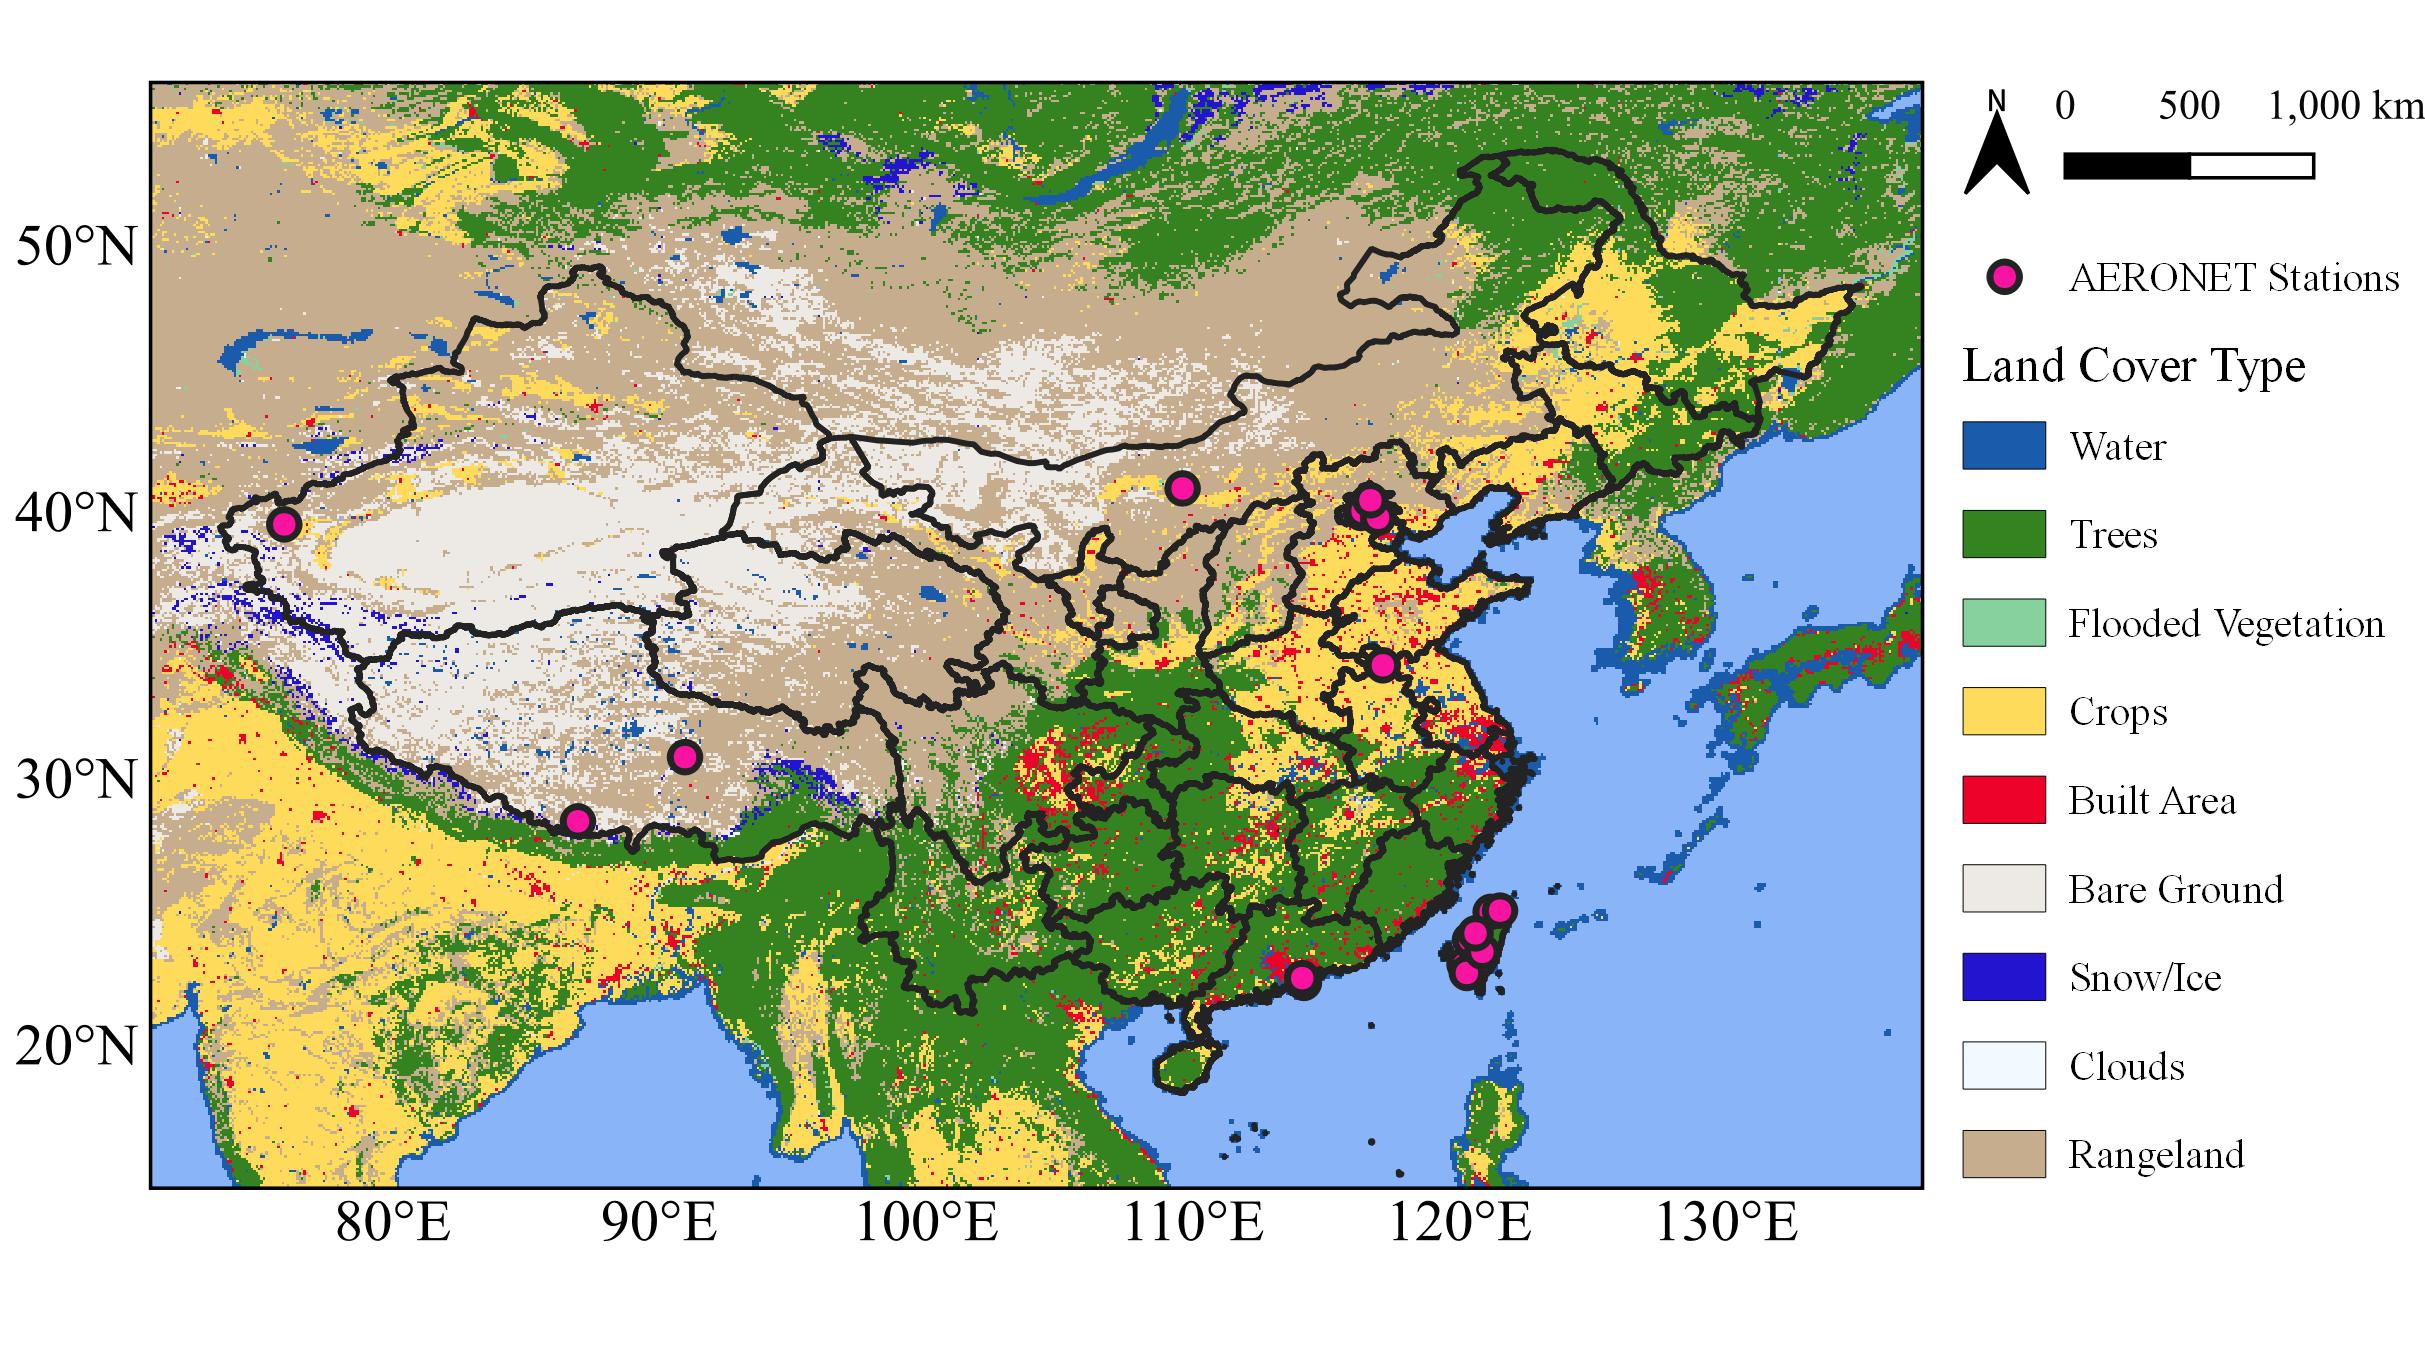 N
0 500 1,000 km
AERONET Stations
Land Cover Type
Water
Trees
Flooded Vegetation
Crops
Built Area
Bare Ground
Snow/Ice
Clouds
Rangeland
50°N
40°N
30°N
20°N
80°E 90°E 100°E 110°E 120°E 130°E